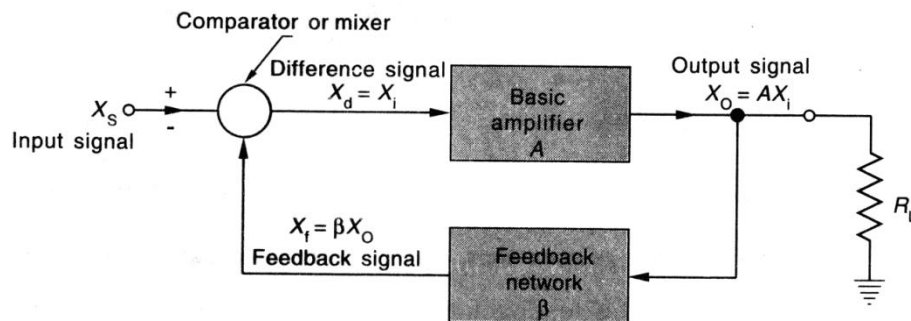 Comparator or mixer
Difference signal
X_d = X_i
Output signal
X_O = AX_i
X_S
+
-
Input signal
Basic
amplifier
A
X_f = βX_O
Feedback signal
Feedback
network
β